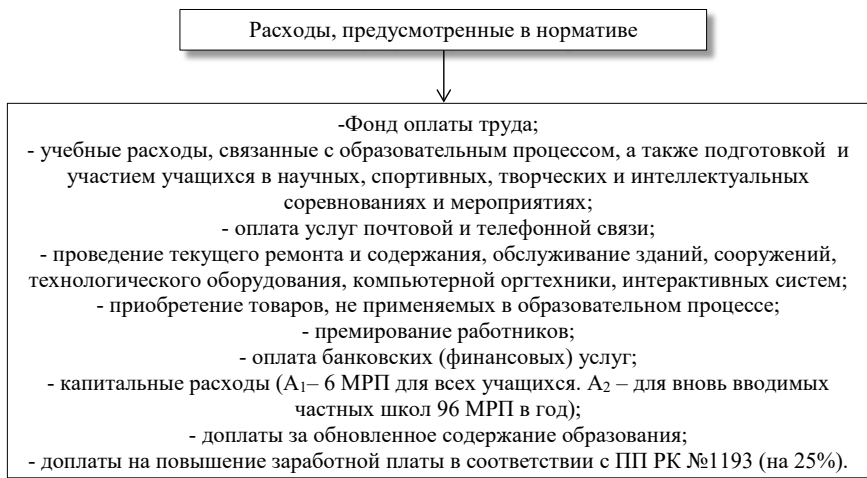 Расходы, предусмотренные в нормативе
-Фонд оплаты труда;
- учебные расходы, связанные с образовательным процессом, а также подготовкой и
участием учащихся в научных, спортивных, творческих и интеллектуальных
соревнованиях и мероприятиях;
- оплата услуг почтовой и телефонной связи;
- проведение текущего ремонта и содержания, обслуживание зданий, сооружений,
технологического оборудования, компьютерной оргтехники, интерактивных систем;
- приобретение товаров, не применяемых в образовательном процессе;
- премирование работников;
- оплата банковских (финансовых) услуг;
- капитальные расходы (А₁– 6 МРП для всех учащихся. А₂ – для вновь вводимых
частных школ 96 МРП в год);
- доплаты за обновленное содержание образования;
- доплаты на повышение заработной платы в соответствии с ПП РК №1193 (на 25%).